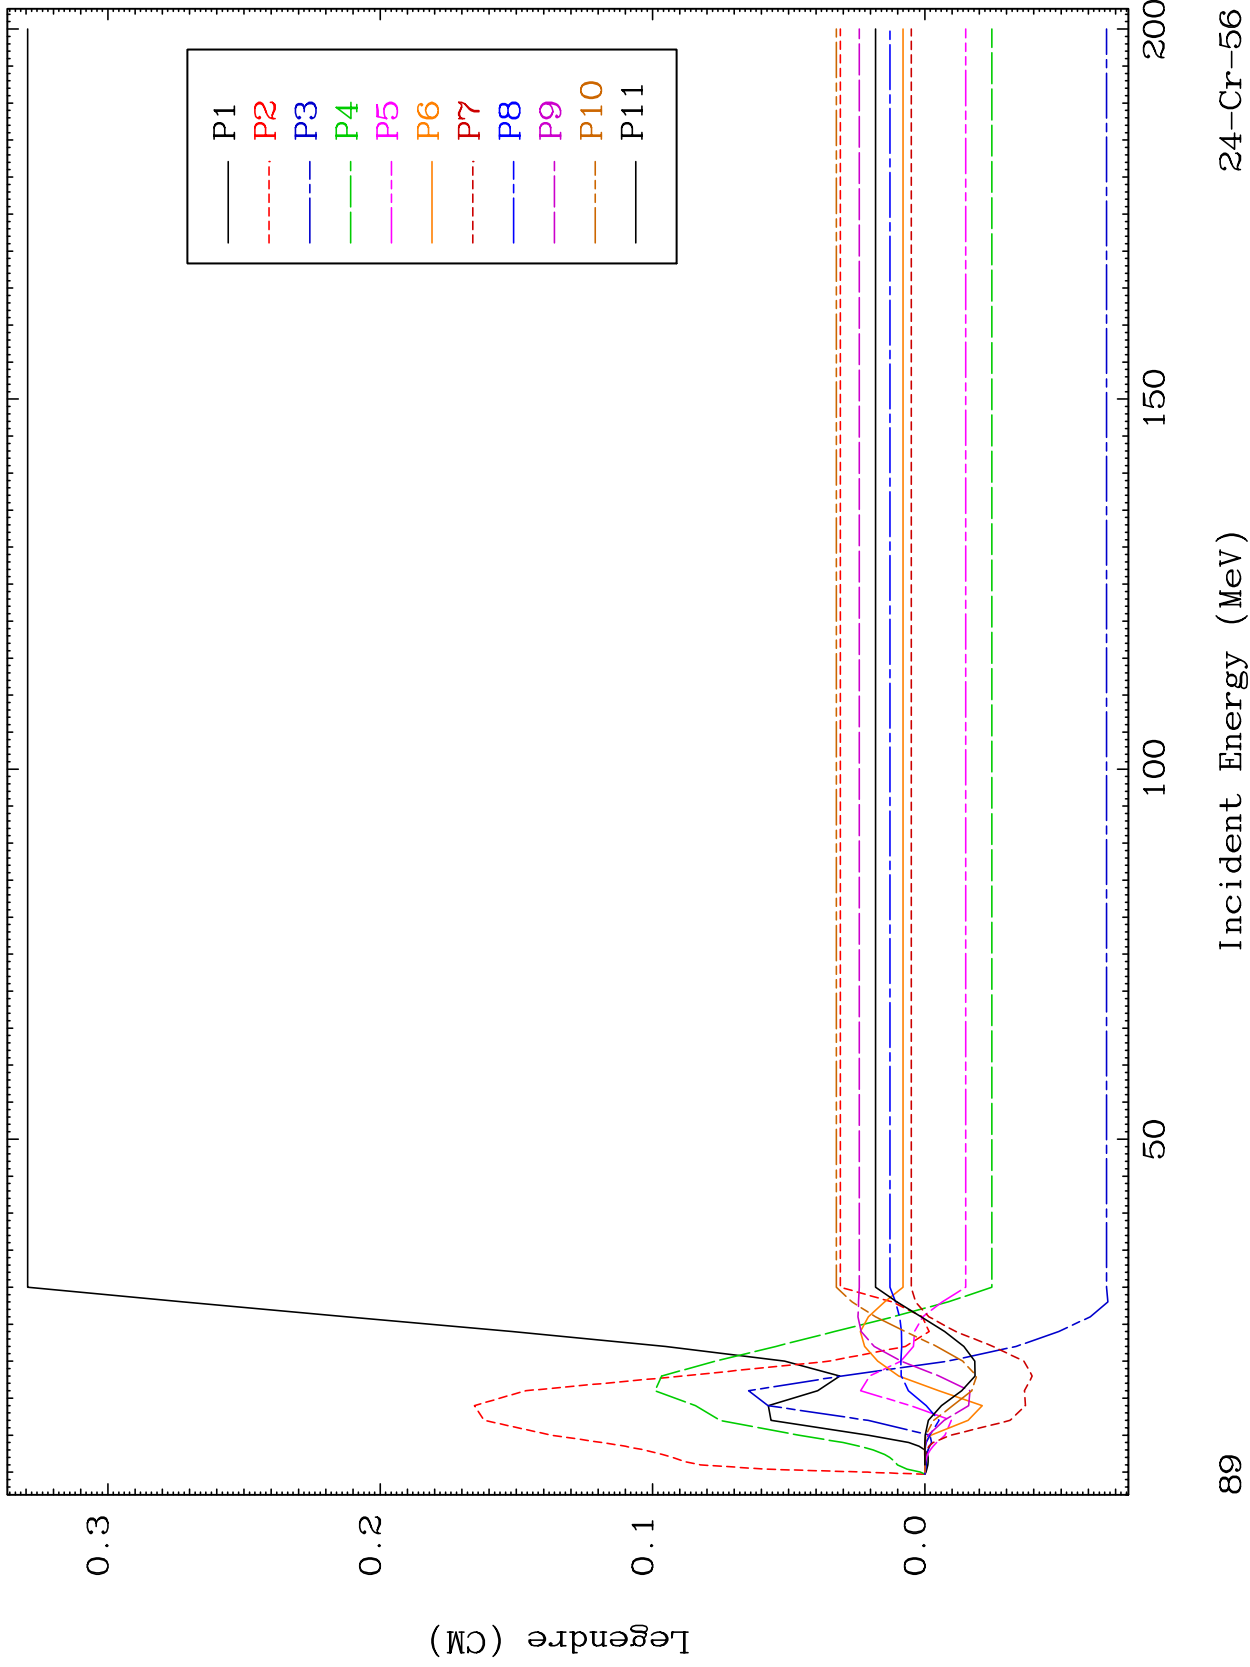 Legendre (CM)
0.3
0.2
0.1
0.0
P1
P2
P3
P4
P5
P6
P7
P8
P9
P10
P11
50
100
150
200
89
Incident Energy (MeV)
24-Cr-56